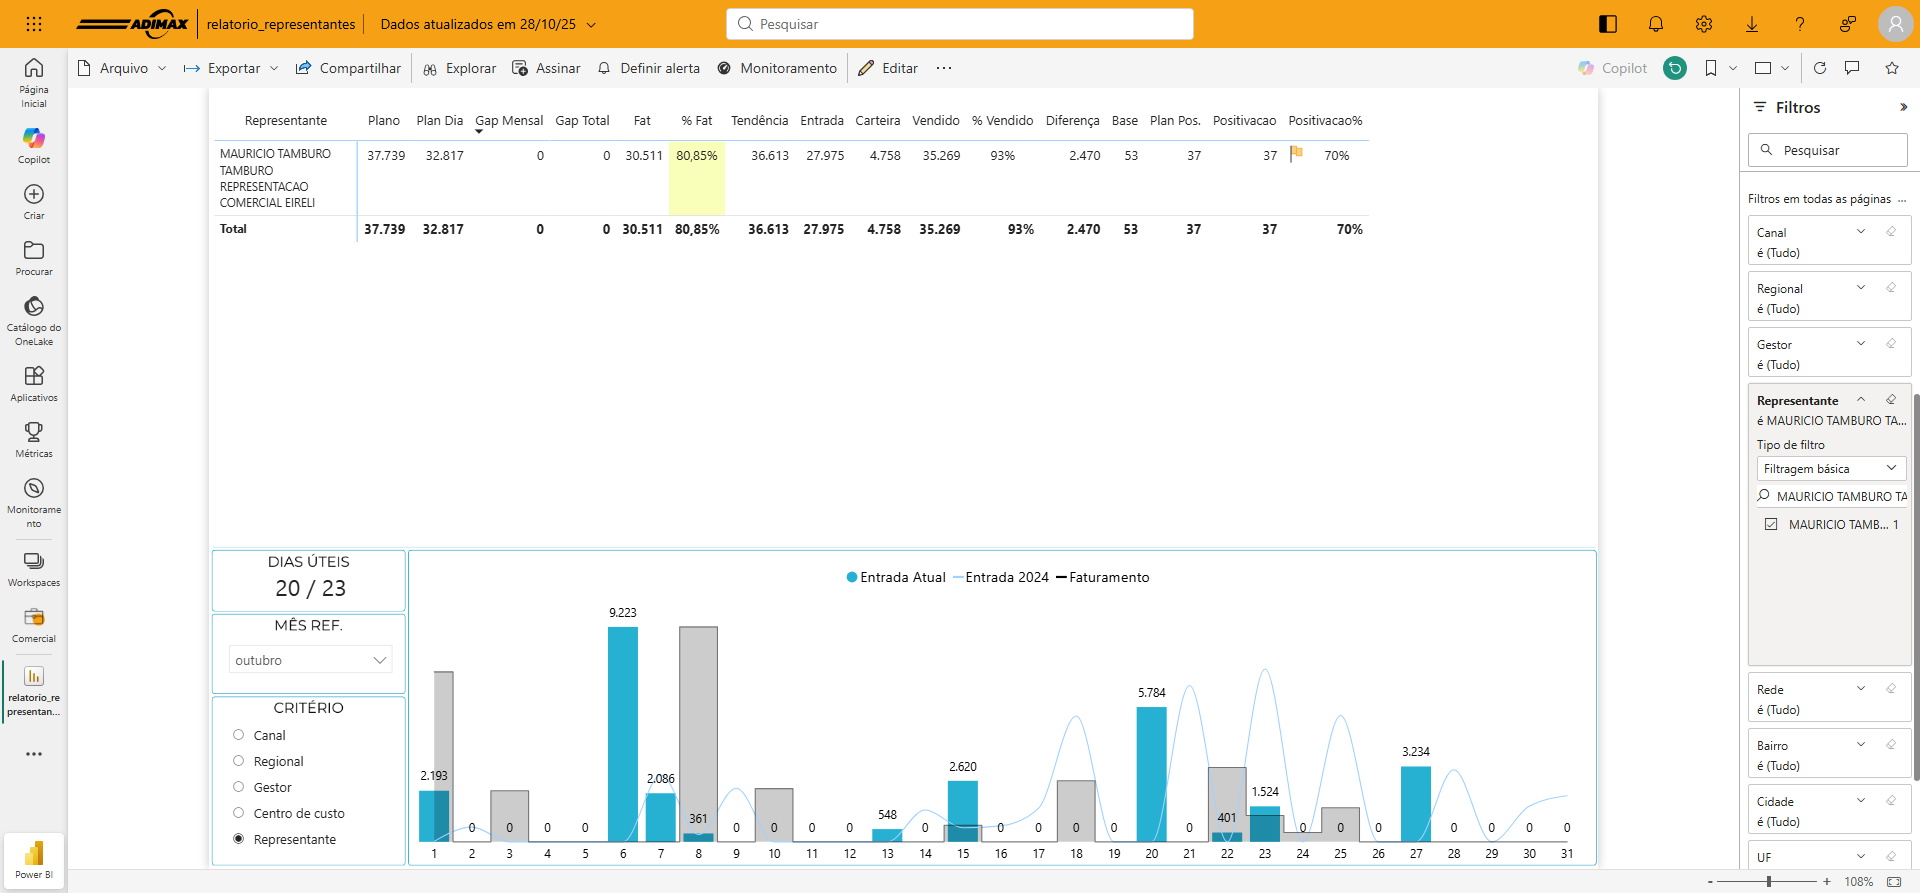 ADIMAX
relatorio_representantes
Dados atualizados em 28/10/25
Pesquisar
Arquivo
Exportar
Compartilhar
Explorar
Assinar
Definir alerta
Monitoramento
Editar
...
Copilot
Página
Inicial
Copilot
Criar
Procurar
Catálogo do
OneLake
Aplicativos
Métricas
Monitorame
nto
Workspaces
Comercial
relatorio_re
presentan...
Power BI
Representante Plano Plan Dia Gap Mensal Gap Total Fat % Fat Tendência Entrada Carteira Vendido % Vendido Diferença Base Plan Pos. Positivacao Positivacao%
MAURICIO TAMBURO 37.739 32.817 0 0 30.511 80,85% 36.613 27.975 4.758 35.269 93% 2.470 53 37 37 70%
TAMBURO
REPRESENTACAO
COMERCIAL EIRELI
Total 37.739 32.817 0 0 30.511 80,85% 36.613 27.975 4.758 35.269 93% 2.470 53 37 37 70%
DIAS ÚTEIS
20 / 23
MÊS REF.
outubro
CRITÉRIO
Canal
Regional
Gestor
Centro de custo
Representante
Entrada Atual Entrada 2024 Faturamento
2.193 0 0 0 0 9.223 2.086 361 0 0 0 0 548 0 2.620 0 0 0 0 5.784 0 401 1.524 0 0 0 3.234 0 0 0 0
1 2 3 4 5 6 7 8 9 10 11 12 13 14 15 16 17 18 19 20 21 22 23 24 25 26 27 28 29 30 31
Filtros
Pesquisar
Filtros em todas as páginas ...
Canal
é (Tudo)
Regional
é (Tudo)
Gestor
é (Tudo)
Representante
é MAURICIO TAMBURO TA...
Tipo de filtro
Filtragem básica
MAURICIO TAMBURO TA
MAURICIO TAMB... 1
Rede
é (Tudo)
Bairro
é (Tudo)
Cidade
é (Tudo)
UF
- + 108%